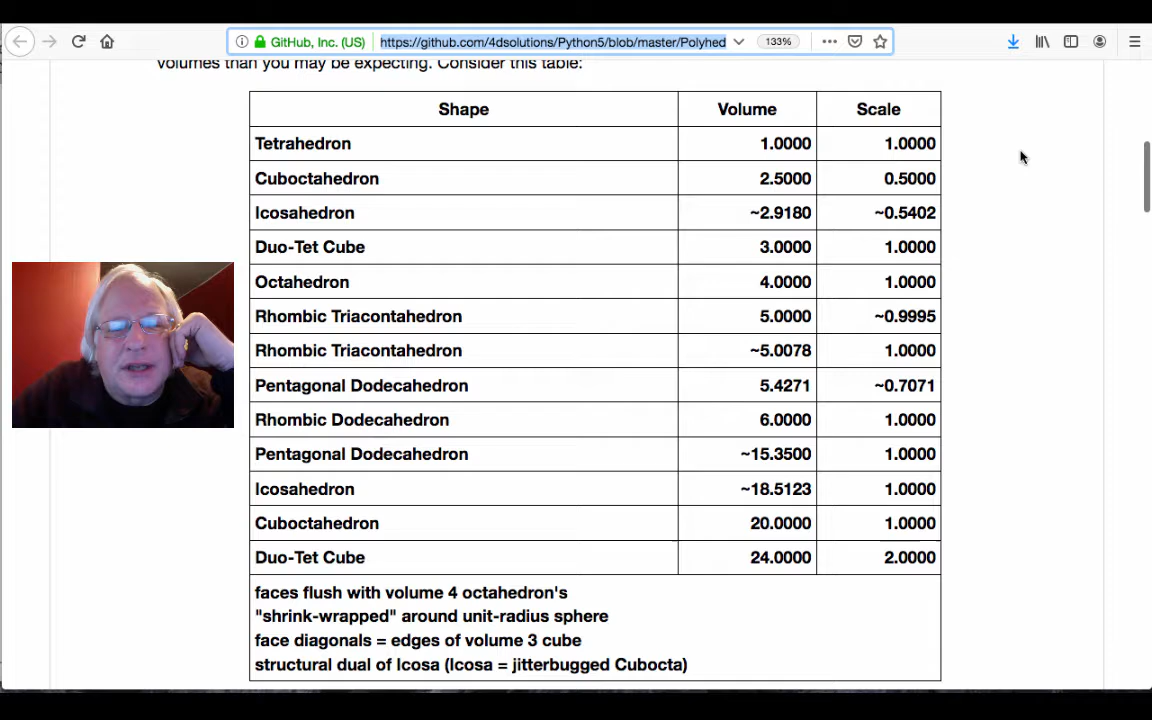 GitHub, Inc. (US) https://github.com/4dsolutions/Python5/blob/master/Polyhed 133%
volumes than you may be expecting. Consider this table:
Shape Volume Scale
Tetrahedron 1.0000 1.0000
Cuboctahedron 2.5000 0.5000
Icosahedron ~2.9180 ~0.5402
Duo-Tet Cube 3.0000 1.0000
Octahedron 4.0000 1.0000
Rhombic Triacontahedron 5.0000 ~0.9995
Rhombic Triacontahedron ~5.0078 1.0000
Pentagonal Dodecahedron 5.4271 ~0.7071
Rhombic Dodecahedron 6.0000 1.0000
Pentagonal Dodecahedron ~15.3500 1.0000
Icosahedron ~18.5123 1.0000
Cuboctahedron 20.0000 1.0000
Duo-Tet Cube 24.0000 2.0000
faces flush with volume 4 octahedron's
"shrink-wrapped" around unit-radius sphere
face diagonals = edges of volume 3 cube
structural dual of Icosa (Icosa = jitterbugged Cubocta)